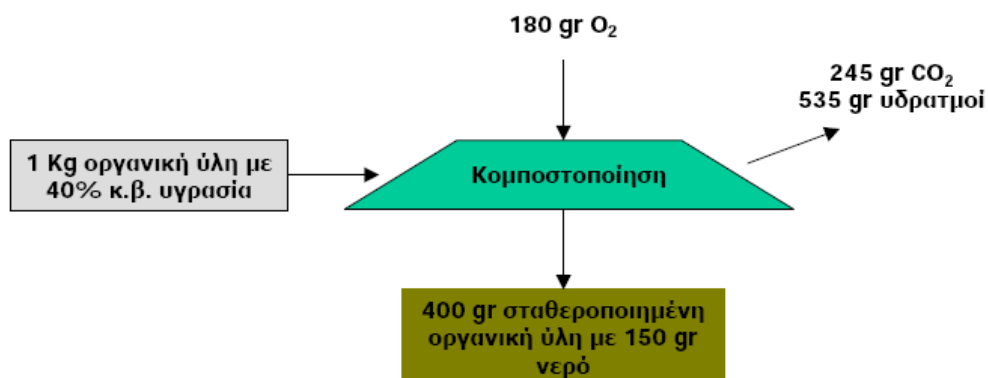 180 gr O₂
245 gr CO₂
535 gr υδρατμοί
1 Kg οργανική ύλη με
40% κ.β. υγρασία
Κομποστοποίηση
400 gr σταθεροποιημένη
οργανική ύλη με 150 gr
νερό